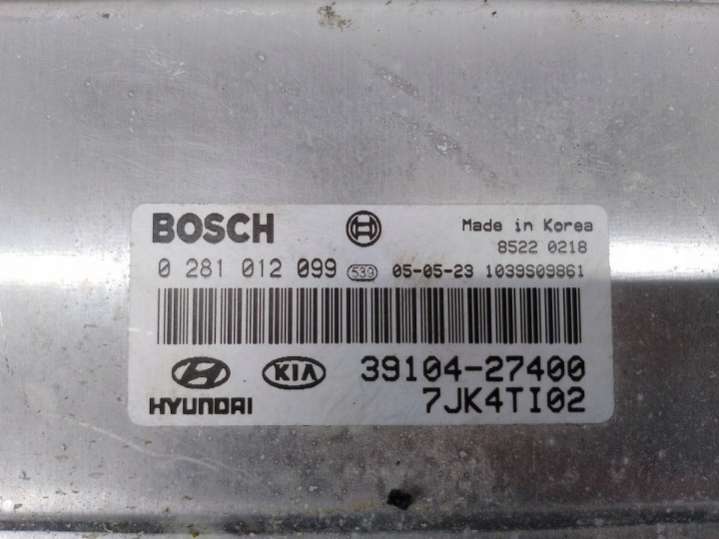 BOSCH Made in Korea
8522 0218
0 281 012 099 539 05-05-23 1039S09861
KIA 39104-27400
HYUNDAI 7JK4TI02